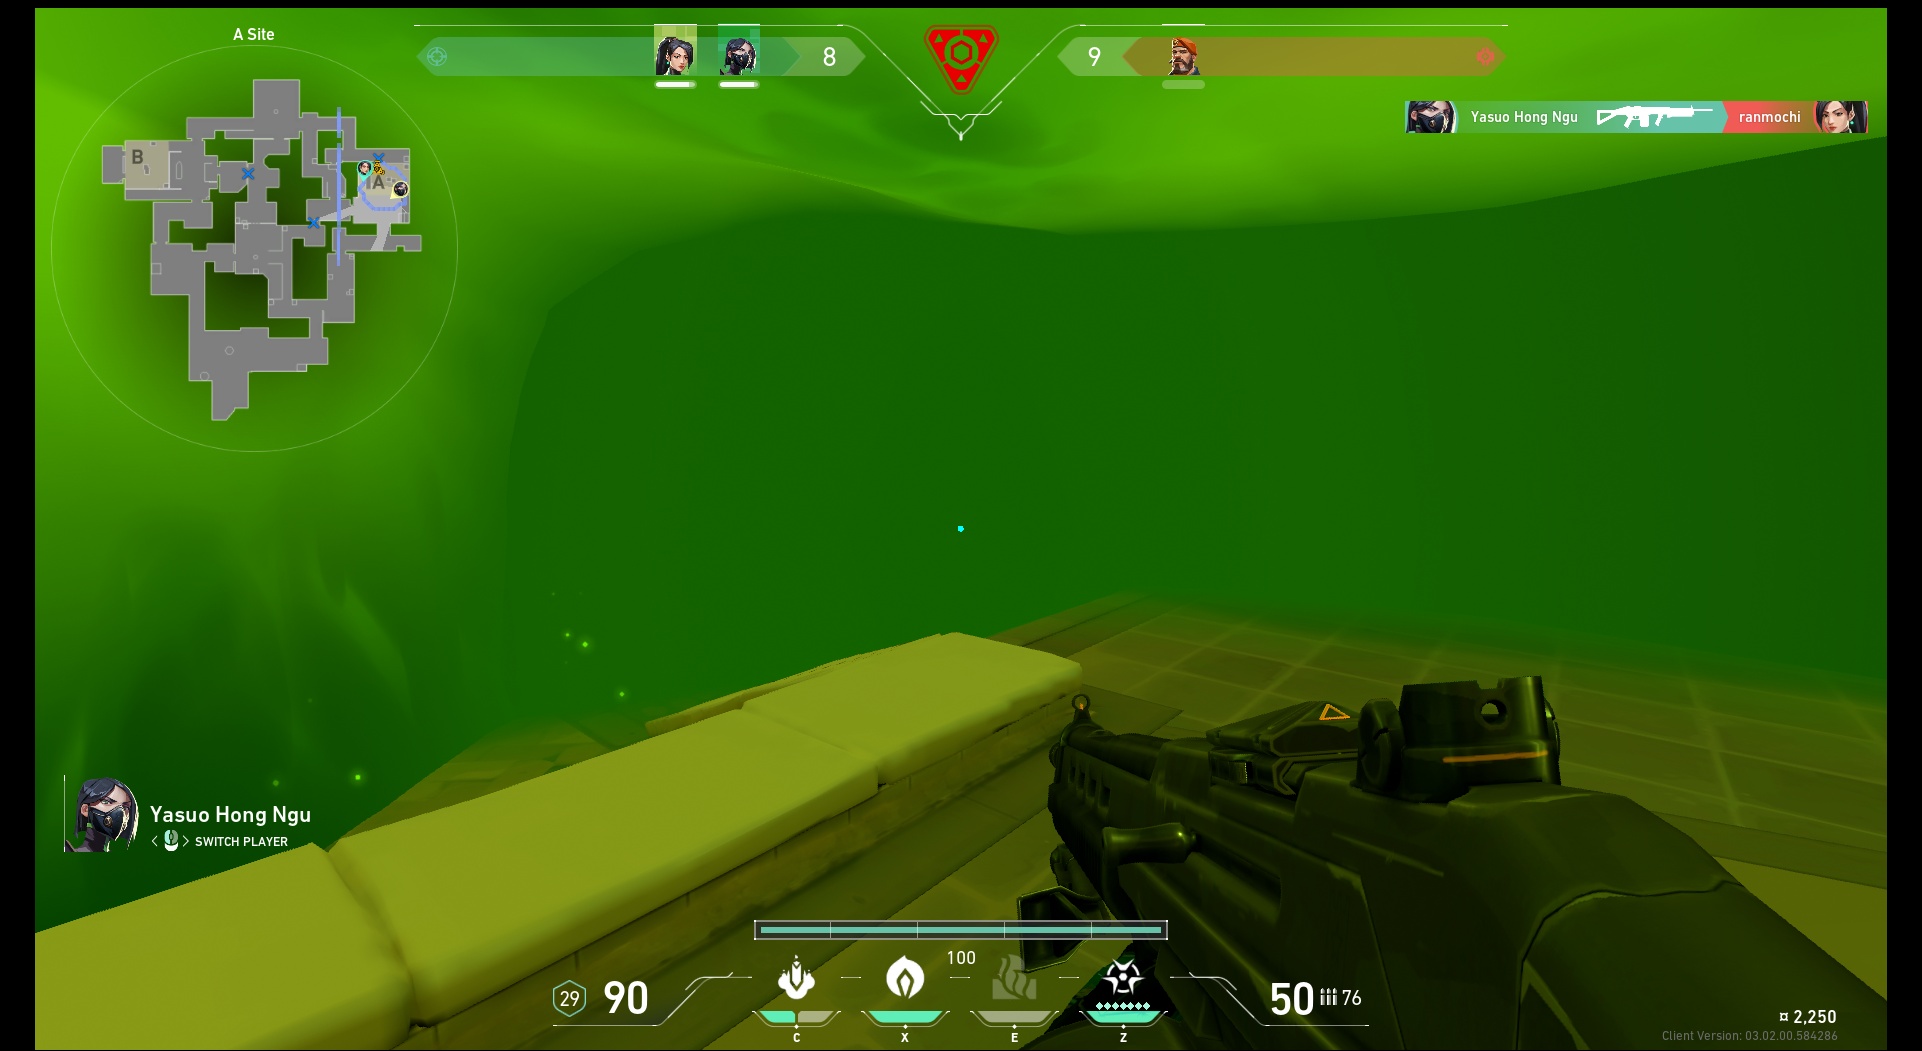 A Site
8
9
Yasuo Hong Ngu
ranmochi
B
A
Yasuo Hong Ngu
< > SWITCH PLAYER
100
29
90
50
76
C
X
E
Z
¤ 2,250
Client Version: 03.02.00.584286